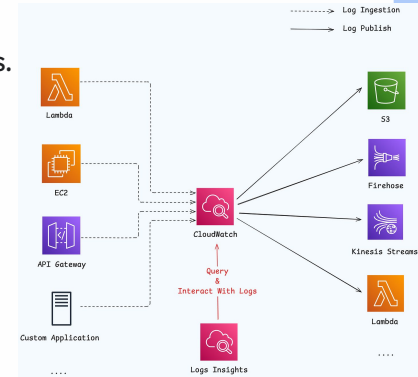 Log Ingestion
Log Publish
s.
Lambda
S3
EC2
Firehose
API Gateway
CloudWatch
Kinesis Streams
Query
&
Interact With Logs
Custom Application
Lambda
....
Logs Insights
....